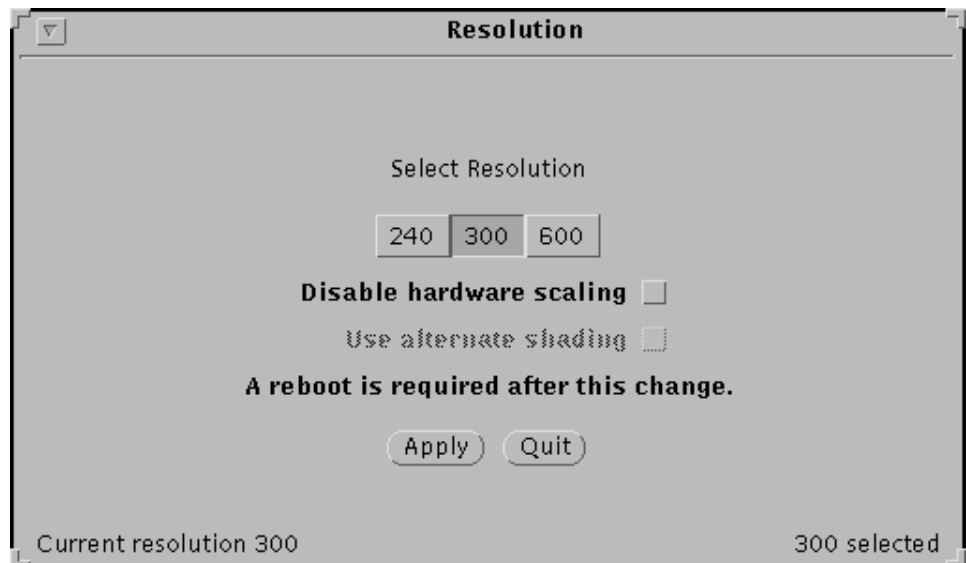 Resolution
Select Resolution
240 300 600
Disable hardware scaling
Use alternate shading
A reboot is required after this change.
Apply Quit
Current resolution 300 300 selected